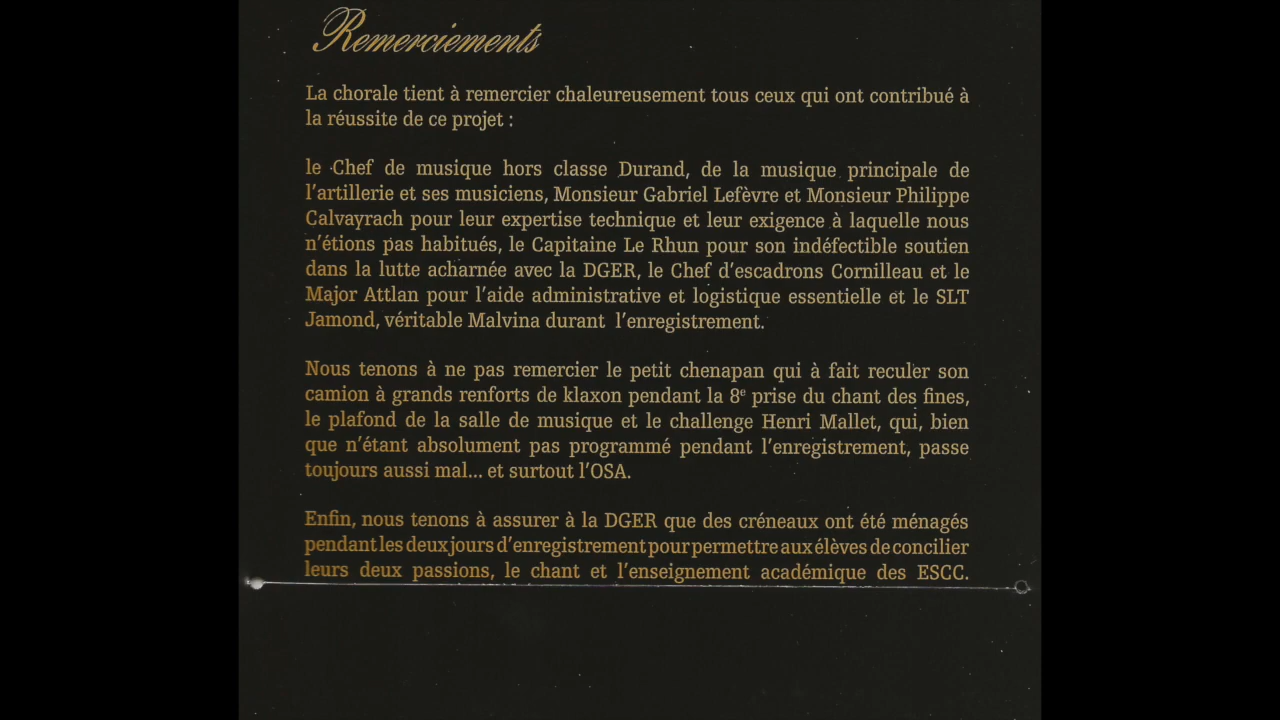 Remerciements
La chorale tient à remercier chaleureusement tous ceux qui ont contribué à
la réussite de ce projet :
le Chef de musique hors classe Durand, de la musique principale de
l'artillerie et ses musiciens, Monsieur Gabriel Lefèvre et Monsieur Philippe
Calvayrach pour leur expertise technique et leur exigence à laquelle nous
n'étions pas habitués, le Capitaine Le Rhun pour son indéfectible soutien
dans la lutte acharnée avec la DGER, le Chef d'escadrons Cornilleau et le
Major Attlan pour l'aide administrative et logistique essentielle et le SLT
Jamond, véritable Malvina durant l'enregistrement.
Nous tenons à ne pas remercier le petit chenapan qui à fait reculer son
camion à grands renforts de klaxon pendant la 8e prise du chant des fines,
le plafond de la salle de musique et le challenge Henri Mallet, qui, bien
que n'étant absolument pas programmé pendant l'enregistrement, passe
toujours aussi mal... et surtout l'OSA.
Enfin, nous tenons à assurer à la DGER que des créneaux ont été ménagés
pendant les deux jours d'enregistrement pour permettre aux élèves de concilier
leurs deux passions, le chant et l'enseignement académique des ESCC.